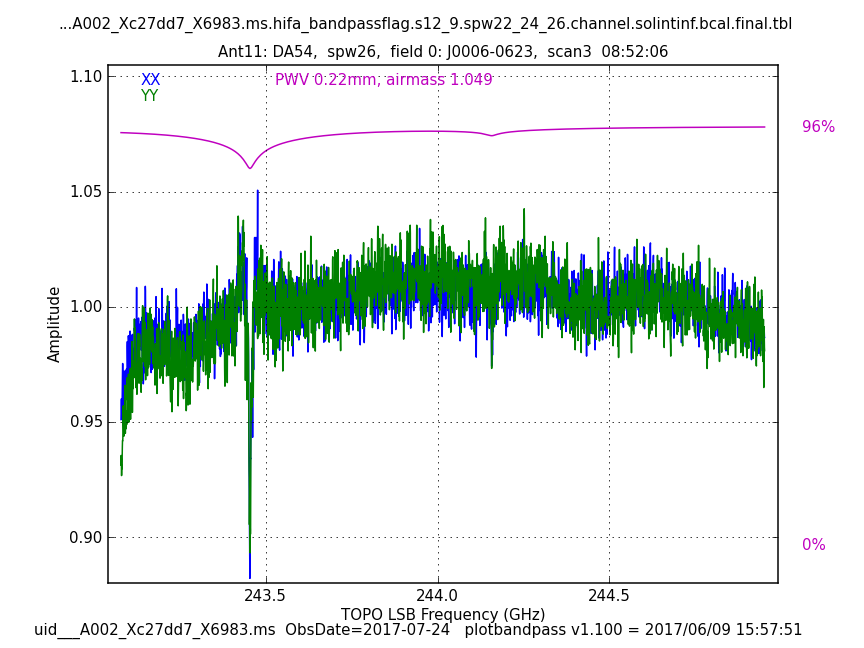 ...A002_Xc27dd7_X6983.ms.hifa_bandpassflag.s12_9.spw22_24_26.channel.solintinf.bcal.final.tbl
Ant11: DA54,  spw26,  field 0: J0006-0623,  scan3  08:52:06
XX
YY
PWV 0.22mm, airmass 1.049
96%
0%
1.10
1.05
1.00
0.95
0.90
Amplitude
243.5
244.0
244.5
TOPO LSB Frequency (GHz)
uid___A002_Xc27dd7_X6983.ms  ObsDate=2017-07-24   plotbandpass v1.100 = 2017/06/09 15:57:51